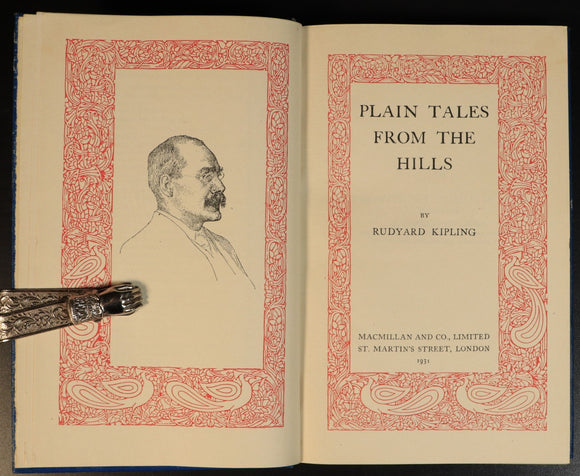 PLAIN TALES
FROM THE
HILLS
BY
RUDYARD KIPLING
MACMILLAN AND CO., LIMITED
ST. MARTIN'S STREET, LONDON
1931